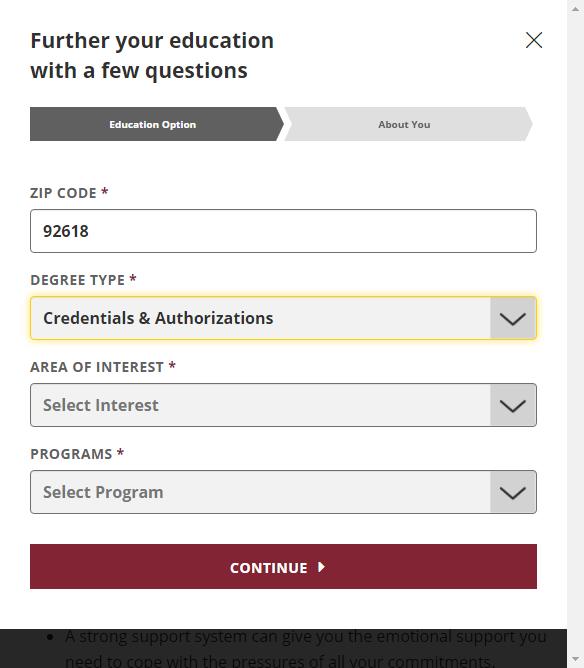 Further your education
with a few questions
Education Option
About You
ZIP CODE *
92618
DEGREE TYPE *
Credentials & Authorizations
AREA OF INTEREST *
Select Interest
PROGRAMS *
Select Program
CONTINUE
• A strong support system can give you the emotional support you
need to cope with the pressures of all your commitments.